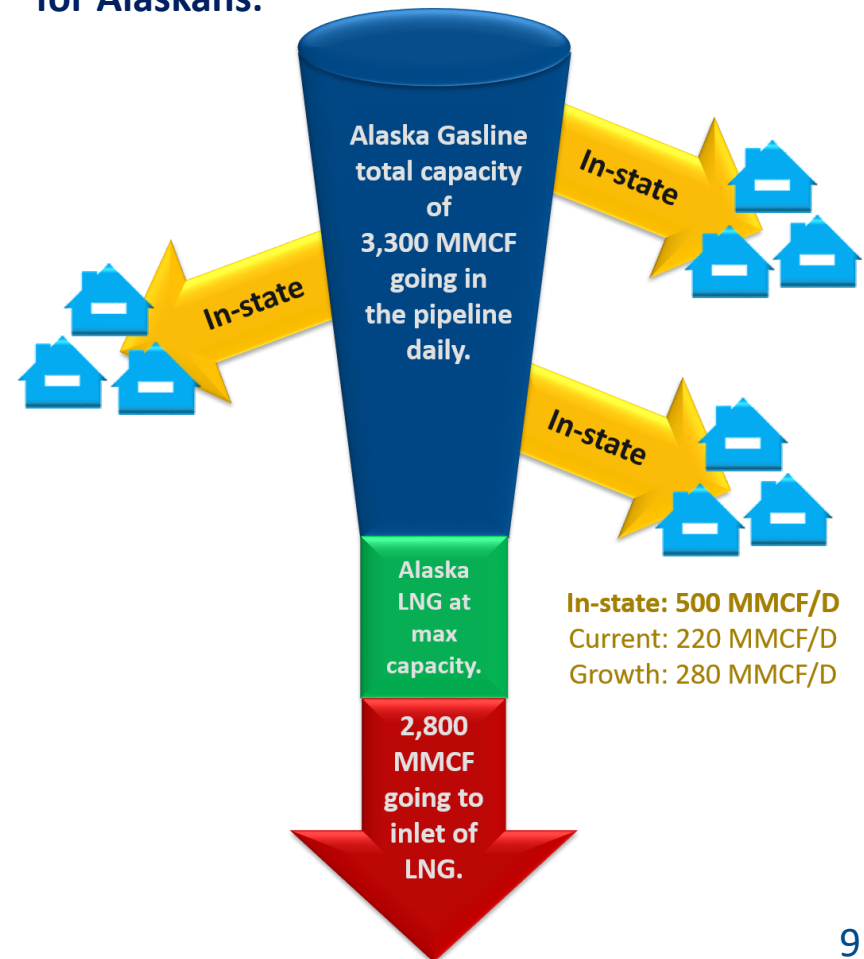 for Alaskans.
Alaska Gasline
total capacity
of
3,300 MMCF
going in
the pipeline
daily.
In-state
In-state
In-state
Alaska
LNG at
max
capacity.
In-state: 500 MMCF/D
Current: 220 MMCF/D
Growth: 280 MMCF/D
2,800
MMCF
going to
inlet of
LNG.
9